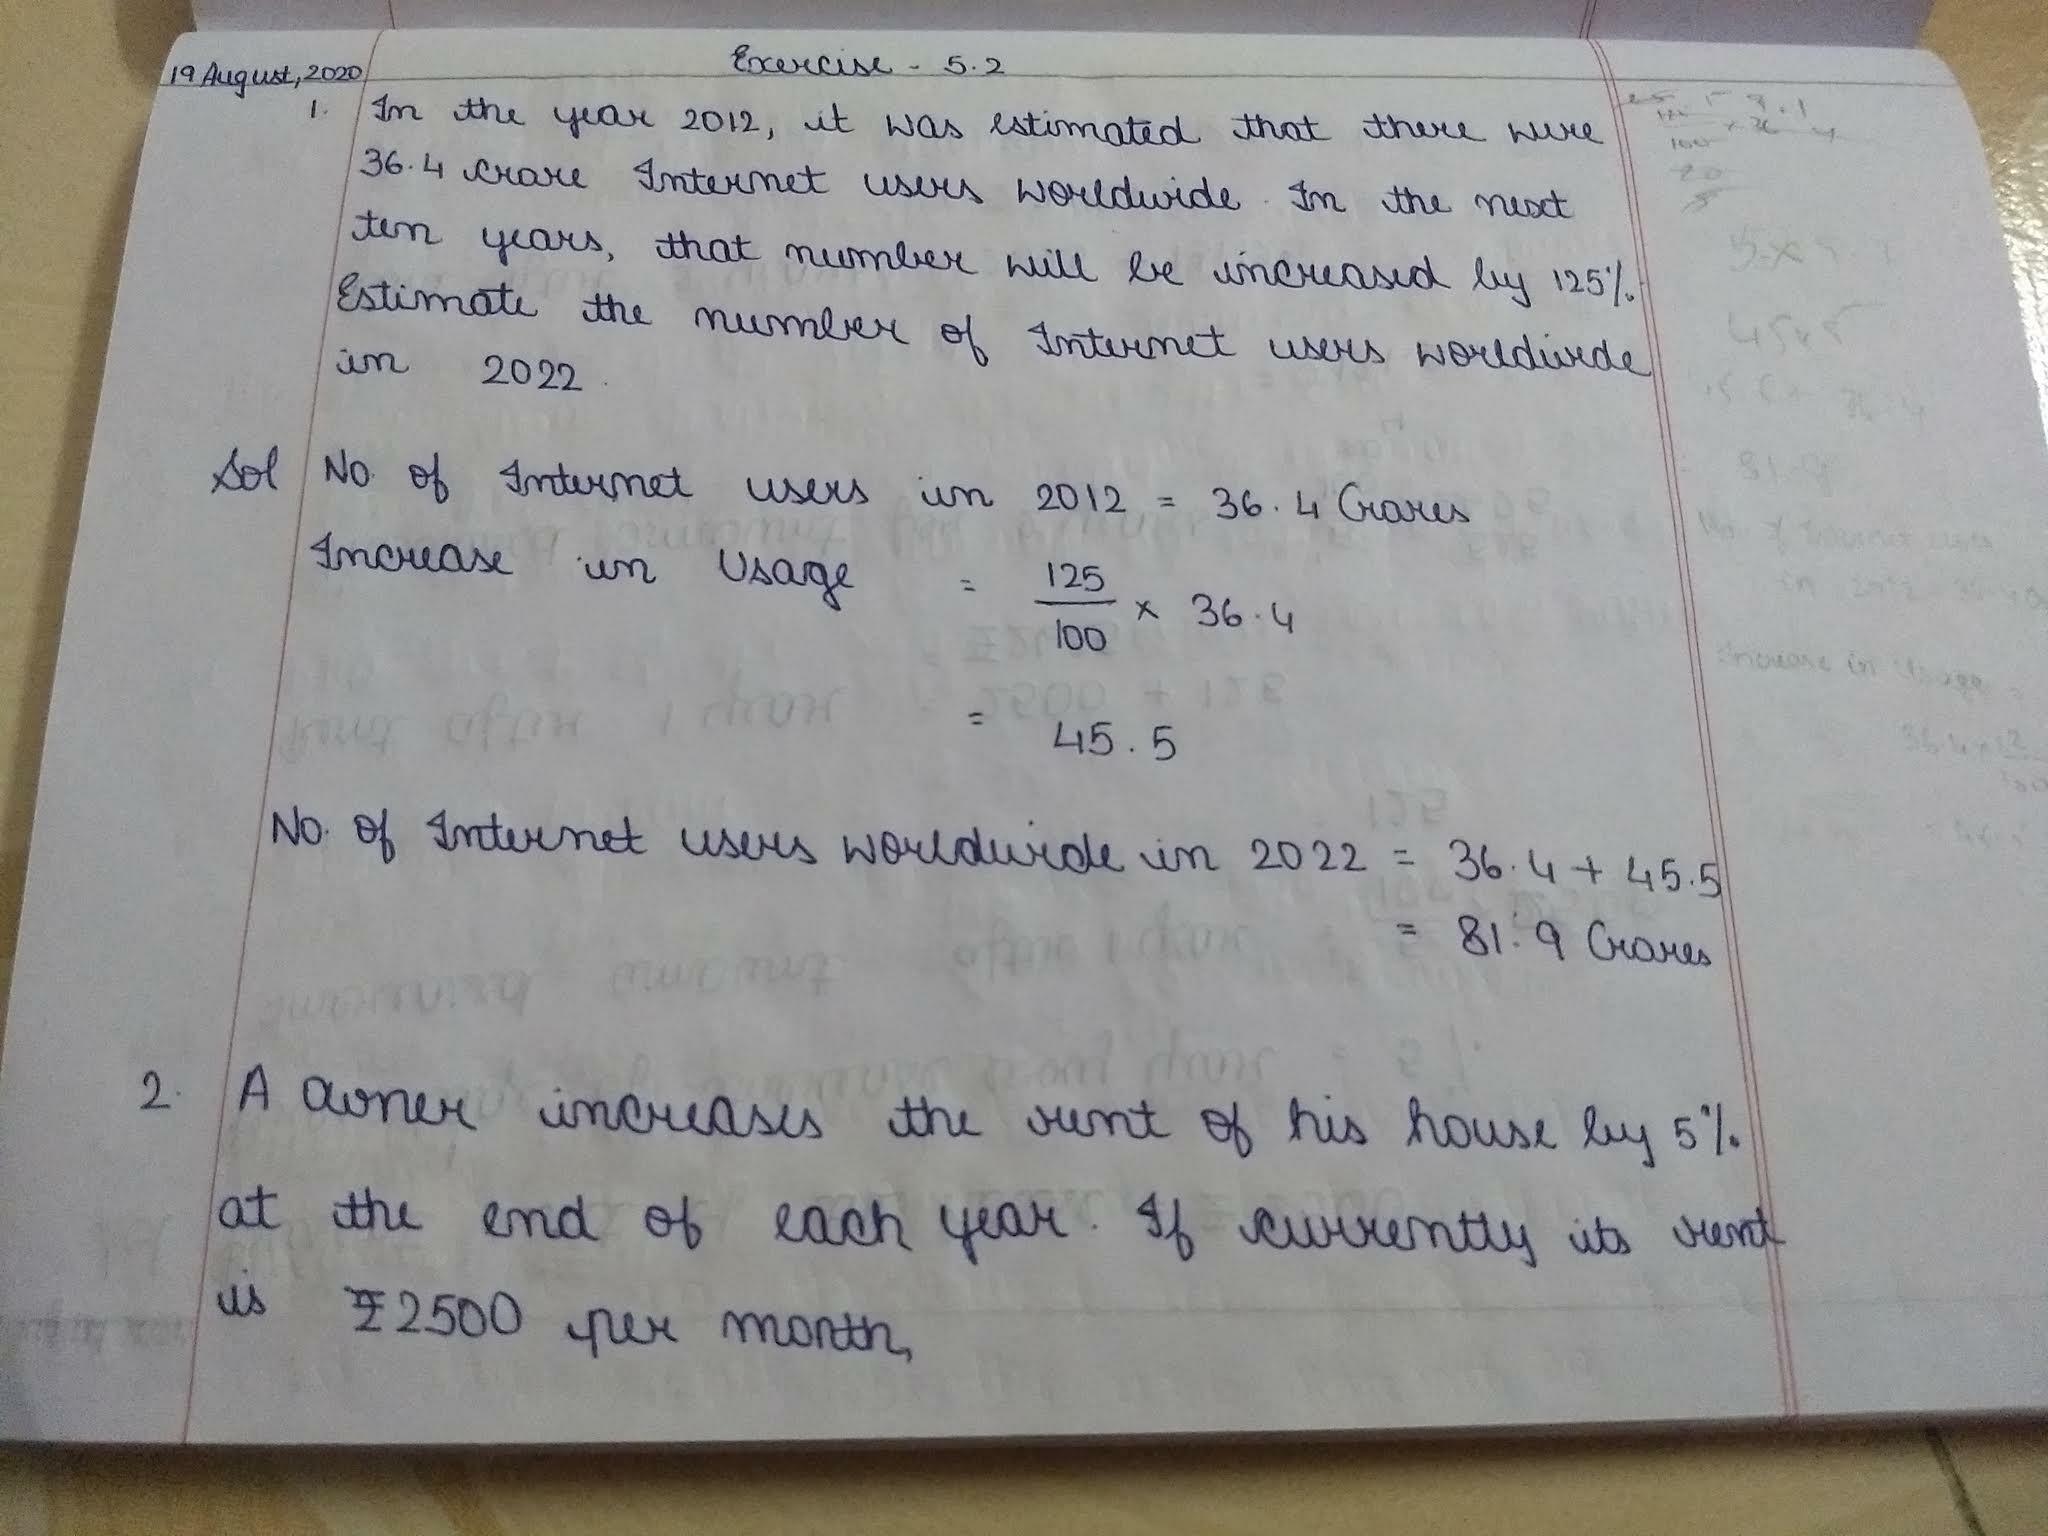 19 August, 2020
Exercise - 5.2
1. In the year 2012, it was estimated that there were
36.4 crore Internet users worldwide. In the next
ten years, that number will be increased by 125%.
Estimate the number of Internet users worldwide
in 2022.
Sol No. of Internet users in 2012 = 36.4 Crores
Increase in Usage = 125/100 × 36.4
= 45.5
No. of Internet users worldwide in 2022 = 36.4 + 45.5
= 81.9 Crores
2. A owner increases the rent of his house by 5%
at the end of each year. If currently its rent
is ₹2500 per month,